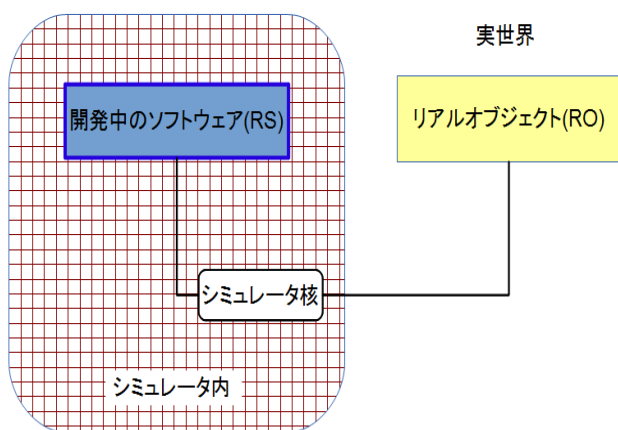 実世界
開発中のソフトウェア(RS)
リアルオブジェクト(RO)
シミュレータ核
シミュレータ内